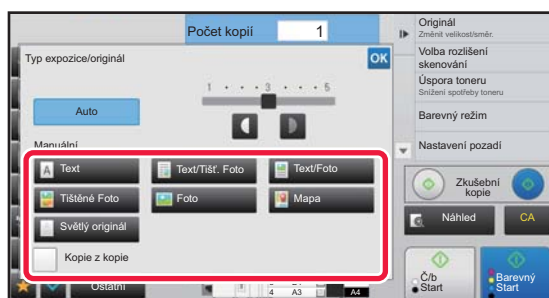 Počet kopií 1
Typ expozice/originál
OK
1 3 5
Auto
Manuální
Text
Text/Tišť. Foto
Text/Foto
Tištěné Foto
Foto
Mapa
Světlý originál
Kopie z kopie
Ostatní
A3
A4
Originál
Změnit velikost/směr.
Volba rozlišení
skenování
Úspora toneru
Snížení spotřeby toneru
Barevný režim
Nastavení pozadí
Zkušební
kopie
Náhled
CA
Č/b
Start
Barevný
Start